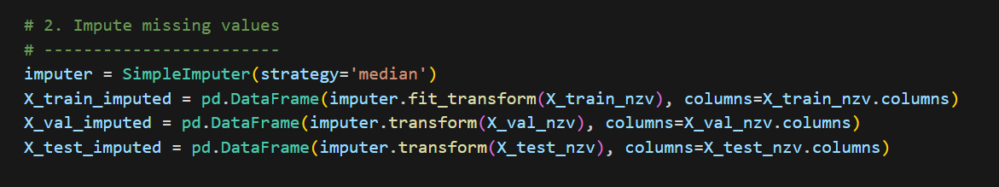 # 2. Impute missing values
# ------------------------
imputer = SimpleImputer(strategy='median')
X_train_imputed = pd.DataFrame(imputer.fit_transform(X_train_nzv), columns=X_train_nzv.columns)
X_val_imputed = pd.DataFrame(imputer.transform(X_val_nzv), columns=X_val_nzv.columns)
X_test_imputed = pd.DataFrame(imputer.transform(X_test_nzv), columns=X_test_nzv.columns)